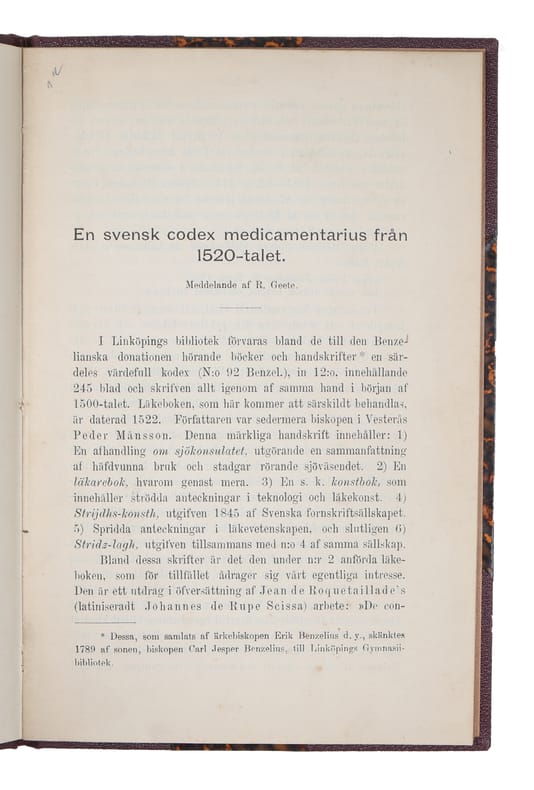 En svensk codex medicamentarius från
1520-talet.
Meddelande af R. Geete.
I Linköpings bibliotek förvaras bland de till den Benze-
lianska donationen hörande böcker och handskrifter* en sär-
deles värdefull kodex (N:o 92 Benzel.), in 12:o, innehållande
245 blad och skrifven allt igenom af samma hand i början af
1500-talet. Läkeboken, som här kommer att särskildt behandlas,
är daterad 1522. Författaren var sedermera biskopen i Vesterås
Peder Månsson. Denna märkliga handskrift innehåller: 1)
En afhandling om sjökonsulatet, utgörande en sammanfattning
af häfdvunna bruk och stadgar rörande sjöväsendet. 2) En
läkarebok, hvarom genast mera. 3) En s. k. konstbok, som
innehåller strödda anteckningar i teknologi och läkekonst. 4)
Strijdhs-konsth, utgifven 1845 af Svenska fornskriftsällskapet.
5) Spridda anteckningar i läkevetenskapen, och slutligen 6)
Stridz-lagh, utgifven tillsammans med n:o 4 af samma sällskap.
Bland dessa skrifter är det den under n:r 2 anförda läke-
boken, som för tillfället ådrager sig vårt egentliga intresse.
Den är ett utdrag i öfversättning af Jean de Roquetaillade's
(latiniseradt Johannes de Rupe Scissa) arbete: »De con-
* Dessa, som samlats af ärkebiskopen Erik Benzelius d. y., skänktes
1789 af sonen, biskopen Carl Jesper Benzelius, till Linköpings Gymnasii-
bibliotek.